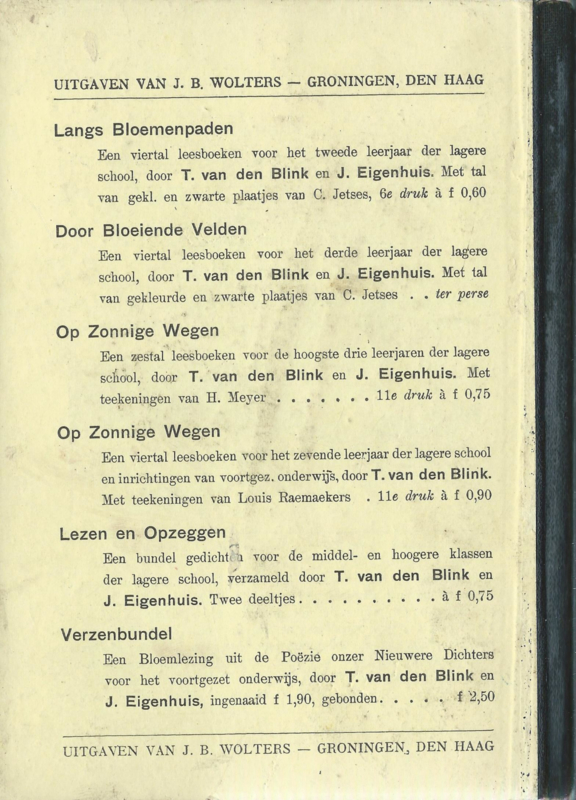 UITGAVEN VAN J. B. WOLTERS — GRONINGEN, DEN HAAG
Langs Bloemenpaden
Een viertal leesboeken voor het tweede leerjaar der lagere
school, door T. van den Blink en J. Eigenhuis. Met tal
van gekl. en zwarte plaatjes van C. Jetses, 6e druk à f 0,60
Door Bloeiende Velden
Een viertal leesboeken voor het derde leerjaar der lagere
school, door T. van den Blink en J. Eigenhuis. Met tal
van gekleurde en zwarte plaatjes van C. Jetses . . ter perse
Op Zonnige Wegen
Een zestal leesboeken voor de hoogste drie leerjaren der lagere
school, door T. van den Blink en J. Eigenhuis. Met
teekeningen van H. Meyer . . . . . . . 11e druk à f 0,75
Op Zonnige Wegen
Een viertal leesboeken voor het zevende leerjaar der lagere school
en inrichtingen van voortgez. onderwijs, door T. van den Blink.
Met teekeningen van Louis Raemaekers . 11e druk à f 0,90
Lezen en Opzeggen
Een bundel gedichten voor de middel- en hoogere klassen
der lagere school, verzameld door T. van den Blink en
J. Eigenhuis. Twee deeltjes. . . . . . . . . . à f 0,75
Verzenbundel
Een Bloemlezing uit de Poëzie onzer Nieuwere Dichters
voor het voortgezet onderwijs, door T. van den Blink en
J. Eigenhuis, ingenaaid f 1,90, gebonden. . . . . f 2,50
UITGAVEN VAN J. B. WOLTERS — GRONINGEN, DEN HAAG